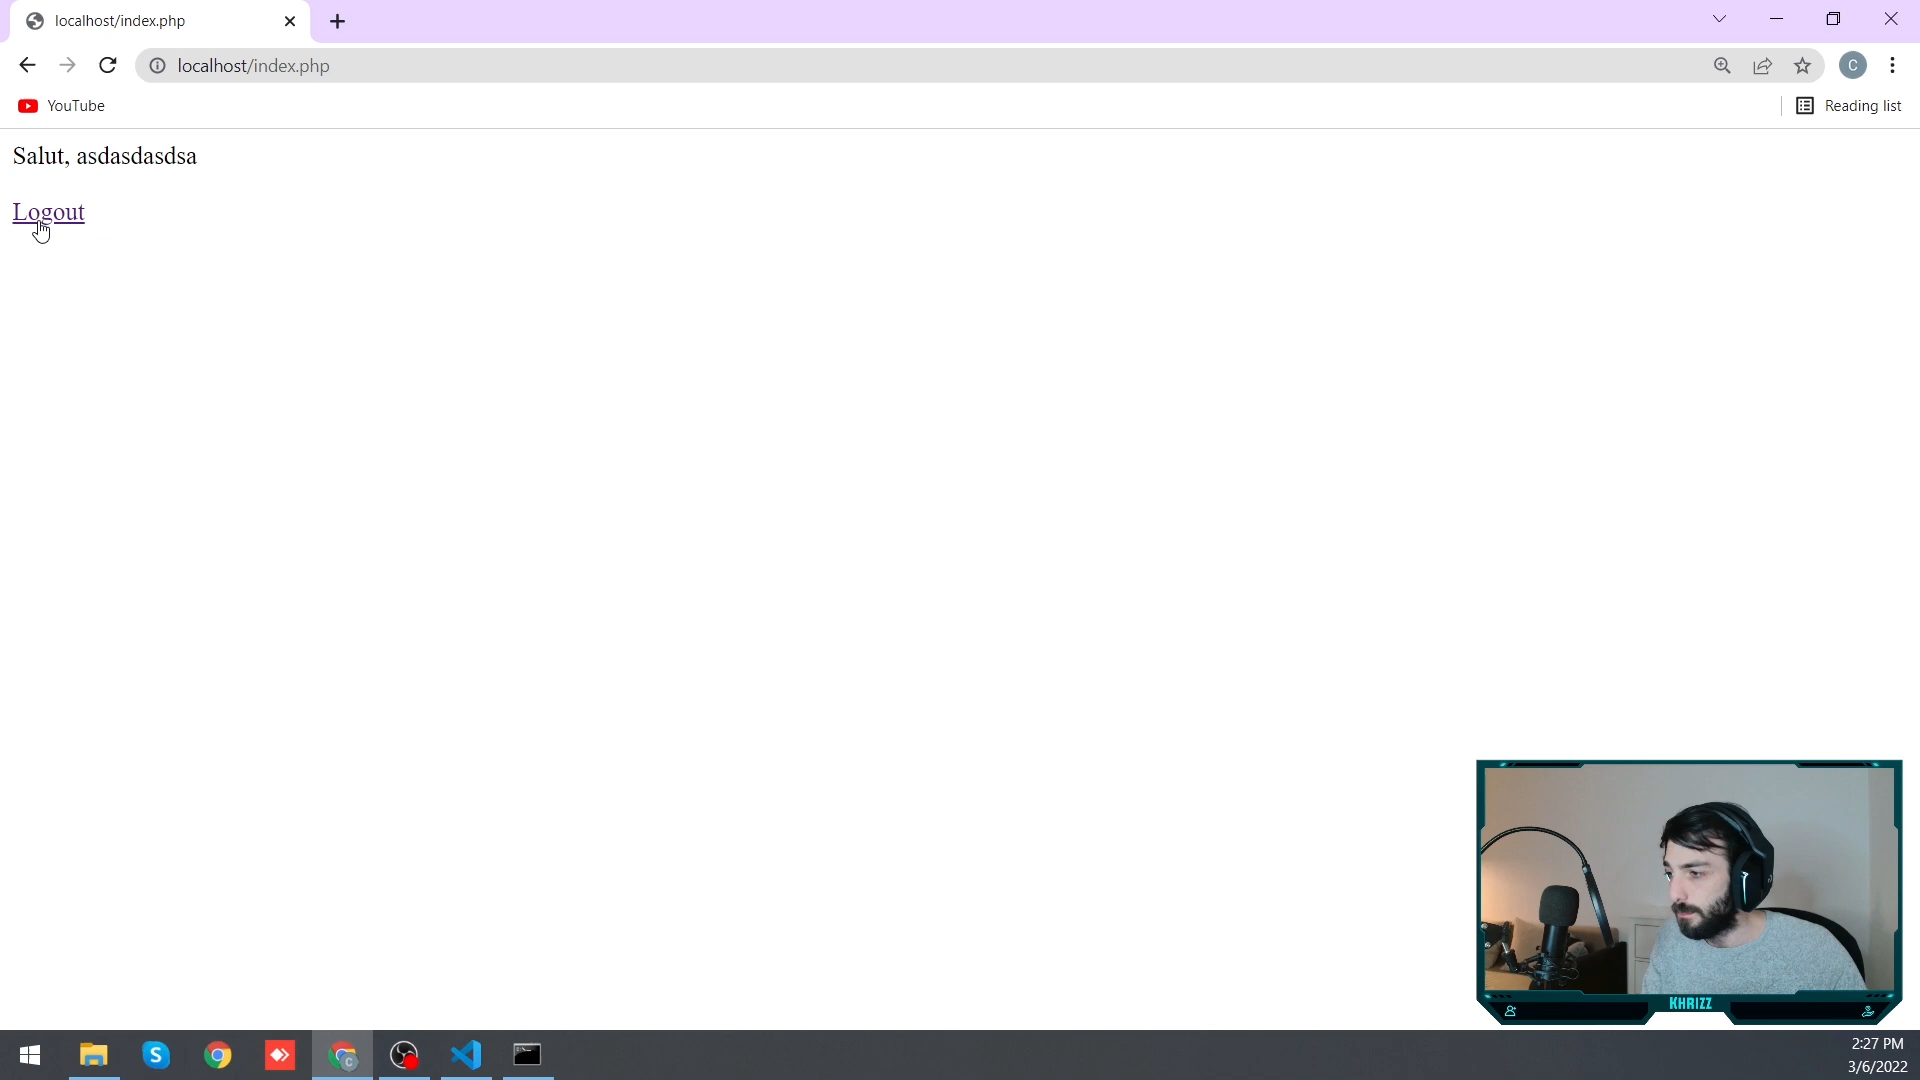 localhost/index.php
localhost/index.php
YouTube
Reading list
C
Salut, asdasdasdsa
Logout
KHRIZZ
S
C
2:27 PM
3/6/2022